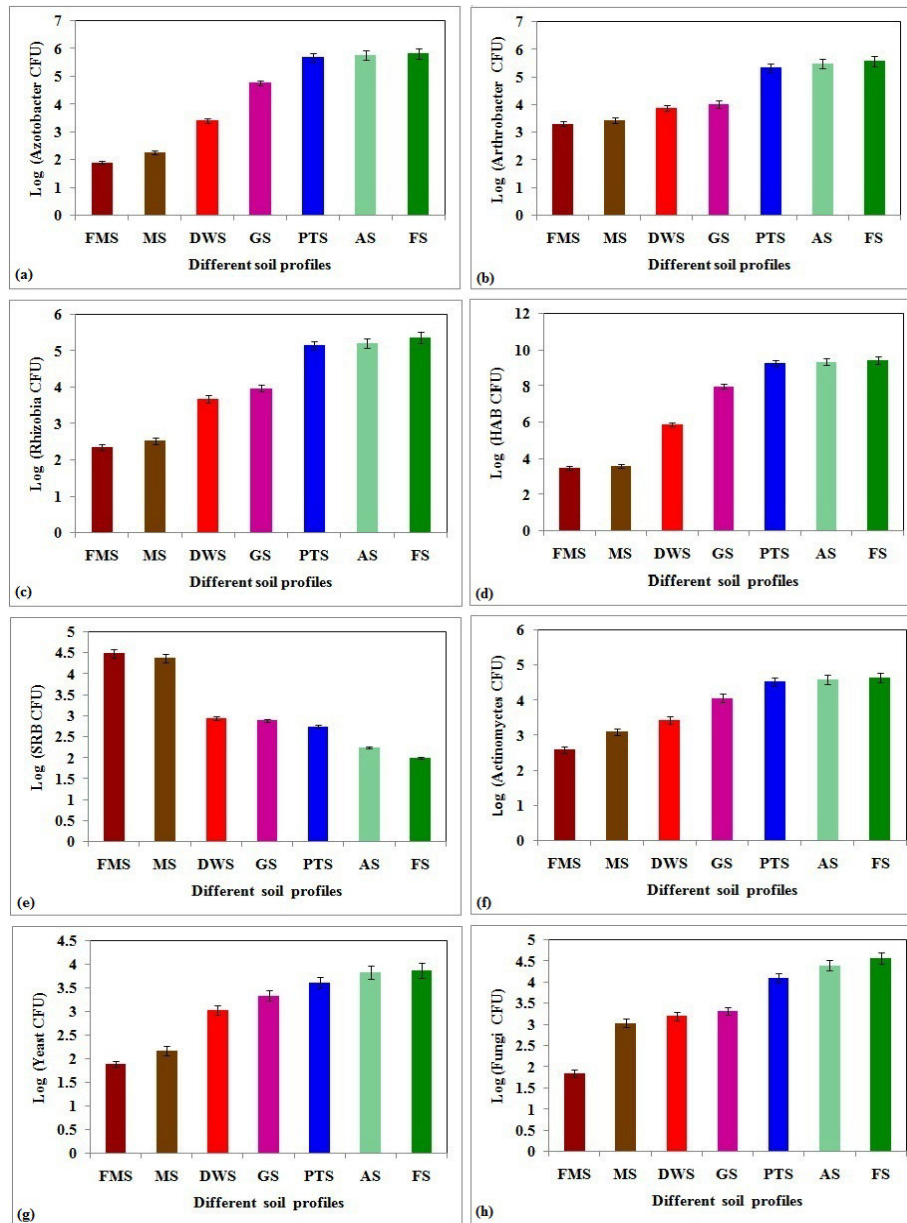 Log (Azotobacter CFU)
7
6
5
4
3
2
1
0
FMS MS DWS GS PTS AS FS
Different soil profiles
(a)
Log (Arthrobacter CFU)
7
6
5
4
3
2
1
0
FMS MS DWS GS PTS AS FS
Different soil profiles
(b)
Log (Rhizobia CFU)
6
5
4
3
2
1
0
FMS MS DWS GS PTS AS FS
Different soil profiles
(c)
Log (HAB CFU)
12
10
8
6
4
2
0
FMS MS DWS GS PTS AS FS
Different soil profiles
(d)
Log (SRB CFU)
5
4.5
4
3.5
3
2.5
2
1.5
1
0.5
0
FMS MS DWS GS PTS AS FS
Different soil profiles
(e)
Log (Actinomyctes CFU)
6
5
4
3
2
1
0
FMS MS DWS GS PTS AS FS
Different soil profiles
(f)
Log (Yeast CFU)
4.5
4
3.5
3
2.5
2
1.5
1
0.5
0
FMS MS DWS GS PTS AS FS
Different soil profiles
(g)
Log (Fungi CFU)
5
4.5
4
3.5
3
2.5
2
1.5
1
0.5
0
FMS MS DWS GS PTS AS FS
Different soil profiles
(h)